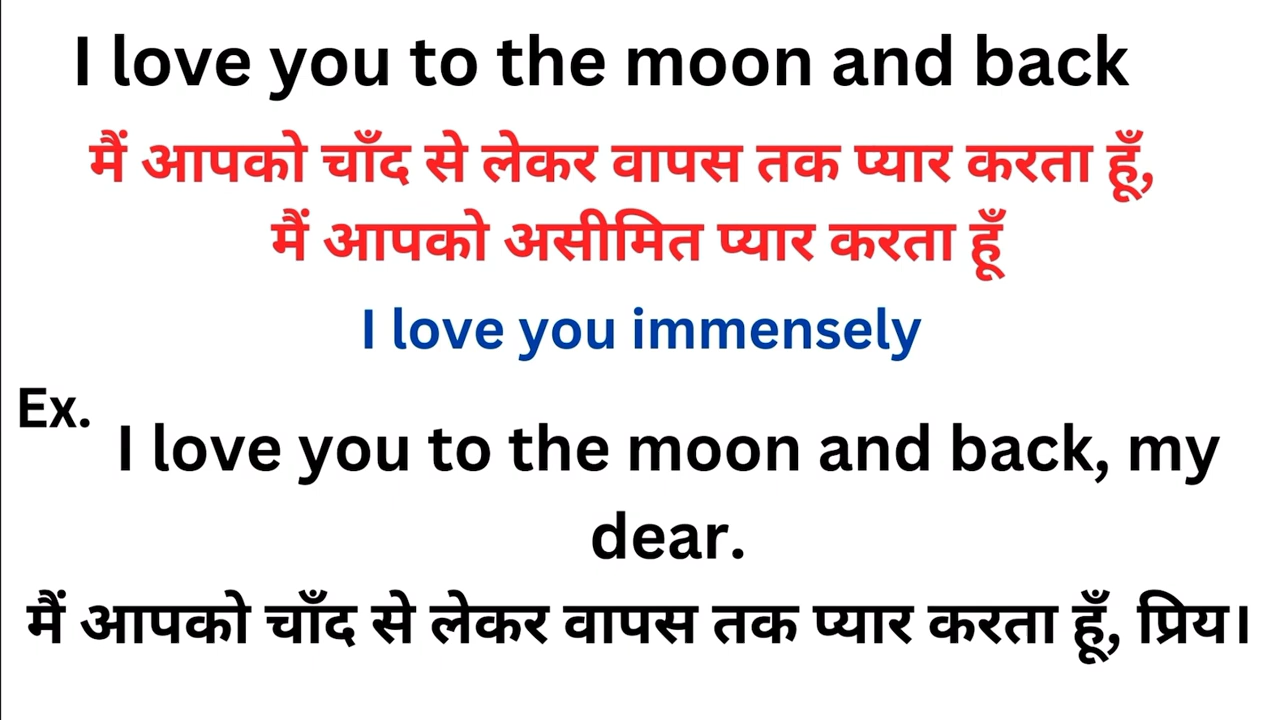 I love you to the moon and back
मैं आपको चाँद से लेकर वापस तक प्यार करता हूँ,
मैं आपको असीमित प्यार करता हूँ
I love you immensely
Ex.
I love you to the moon and back, my
dear.
मैं आपको चाँद से लेकर वापस तक प्यार करता हूँ, प्रिय।